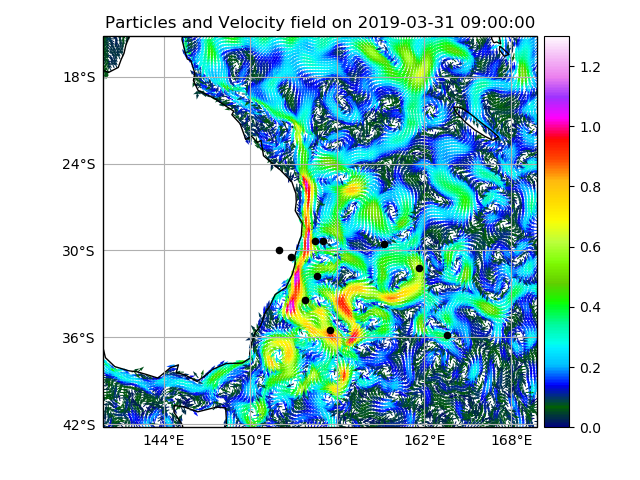 Particles and Velocity field on 2019-03-31 09:00:00
18°S
24°S
30°S
36°S
42°S
144°E 150°E 156°E 162°E 168°E
1.2
1.0
0.8
0.6
0.4
0.2
0.0